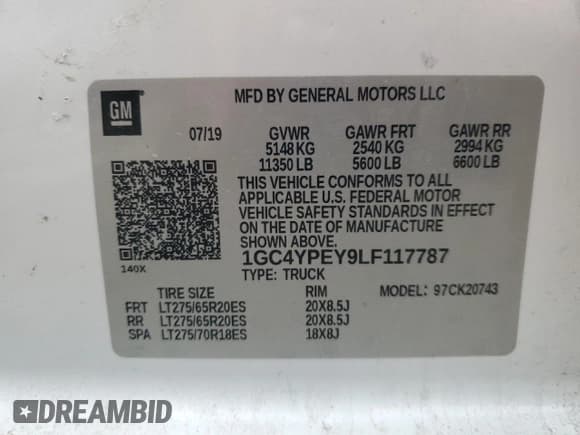 GM
MFD BY GENERAL MOTORS LLC
07/19 GVWR GAWR FRT GAWR RR
5148 KG 2540 KG 2994 KG
11350 LB 5600 LB 6600 LB
THIS VEHICLE CONFORMS TO ALL
APPLICABLE U.S. FEDERAL MOTOR
VEHICLE SAFETY STANDARDS IN EFFECT
ON THE DATE OF MANUFACTURE
SHOWN ABOVE.
1GC4YPEY9LF117787
140X TYPE: TRUCK
TIRE SIZE RIM MODEL: 97CK20743
FRT LT275/65R20ES 20X8.5J
RR LT275/65R20ES 20X8.5J
SPA LT275/70R18ES 18X8J
DREAMBID